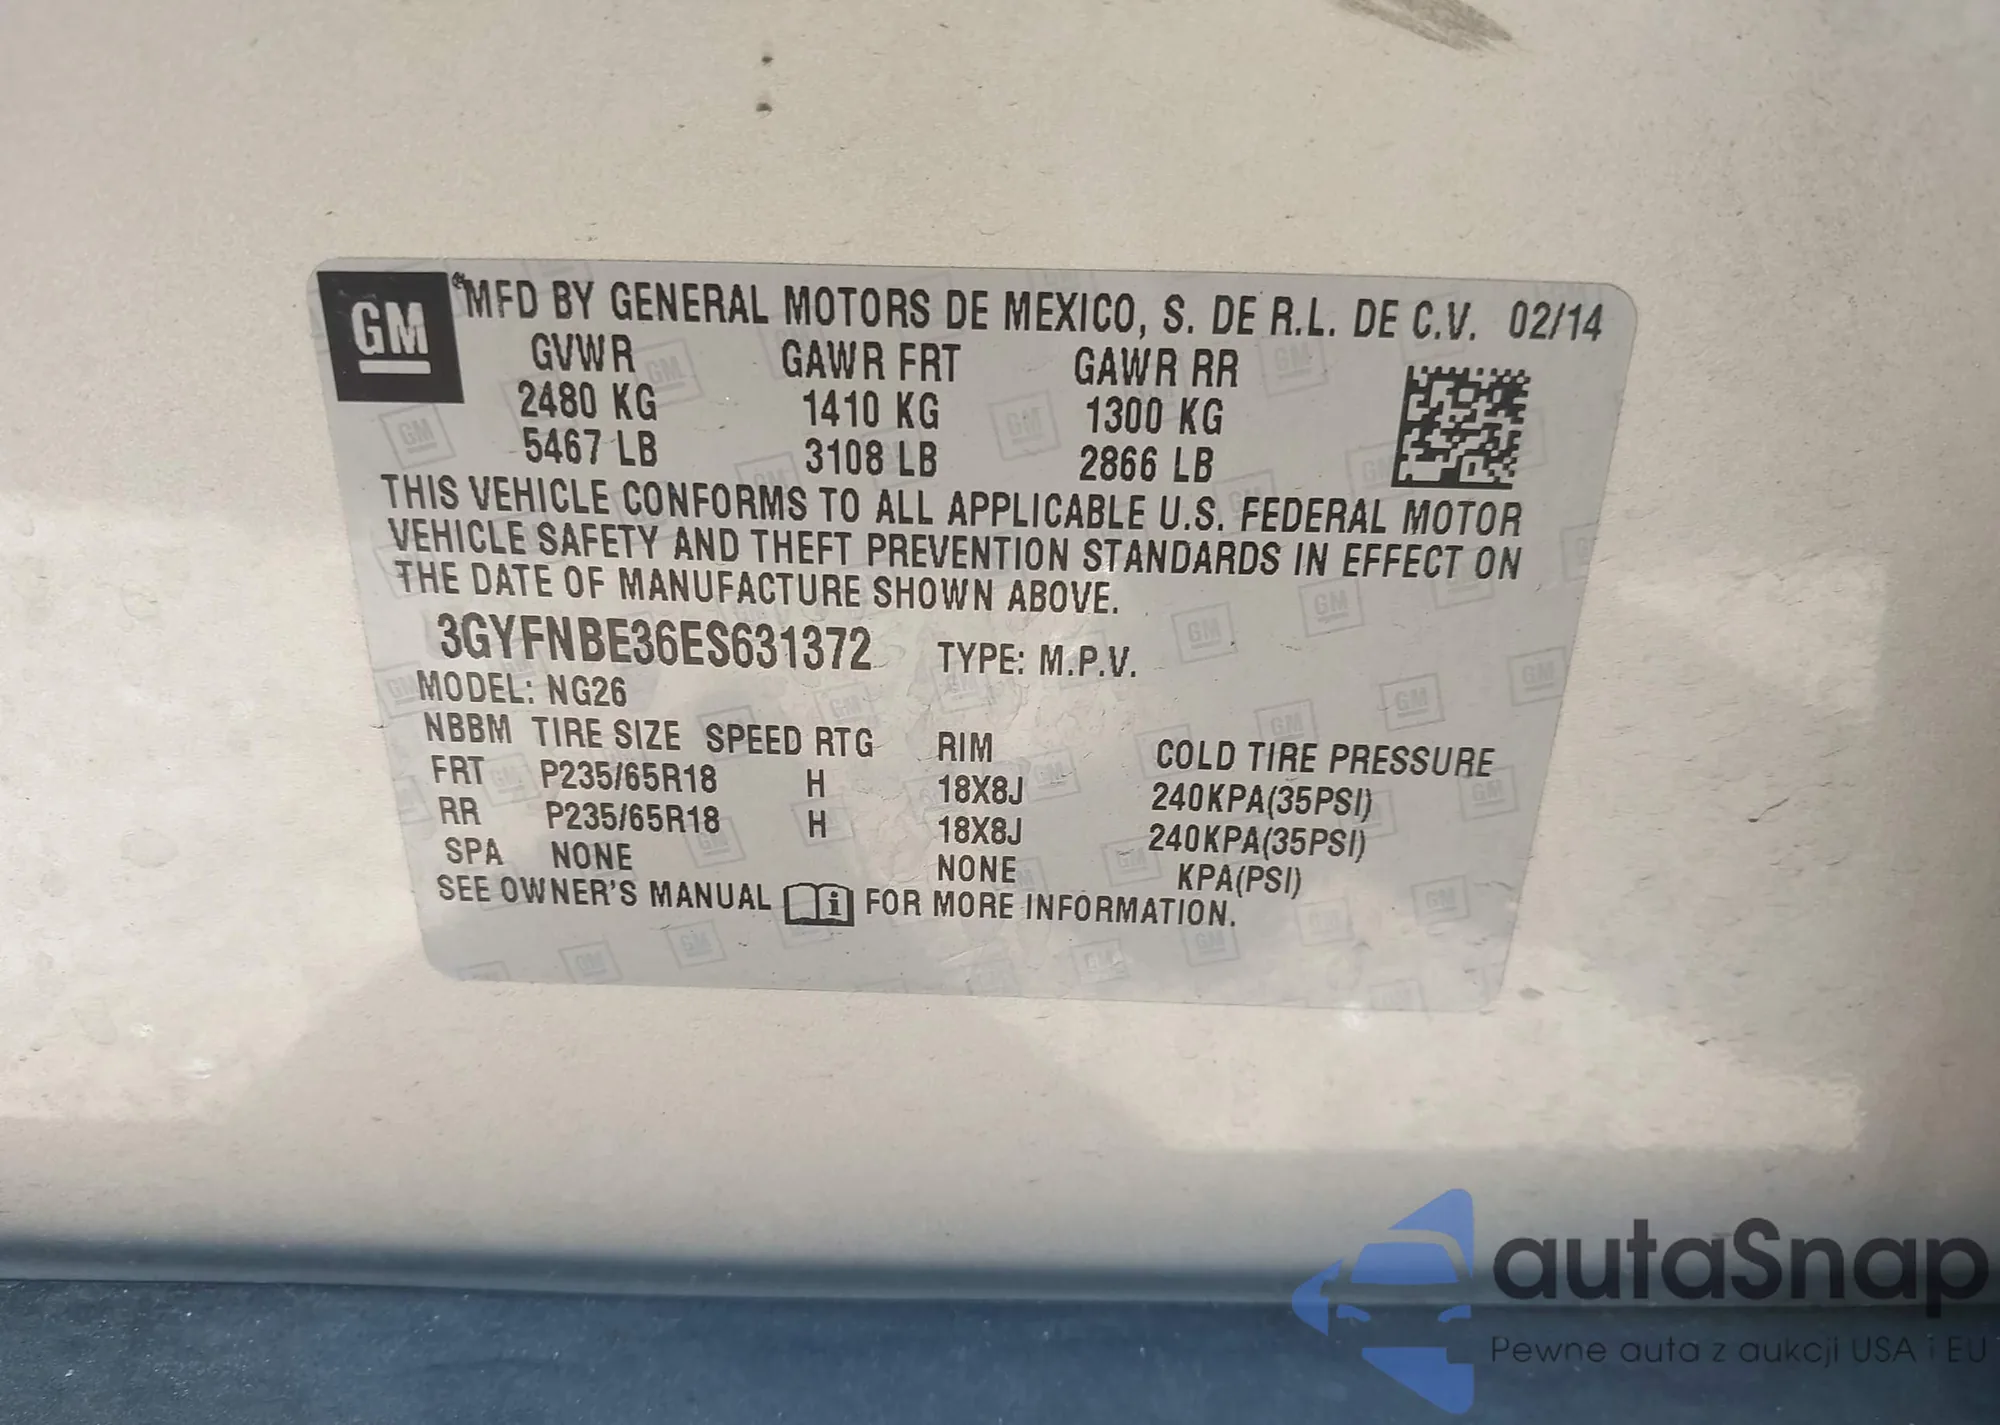 GM
MFD BY GENERAL MOTORS DE MEXICO, S. DE R.L. DE C.V. 02/14
GVWR GAWR FRT GAWR RR
2480 KG 1410 KG 1300 KG
5467 LB 3108 LB 2866 LB
THIS VEHICLE CONFORMS TO ALL APPLICABLE U.S. FEDERAL MOTOR
VEHICLE SAFETY AND THEFT PREVENTION STANDARDS IN EFFECT ON
THE DATE OF MANUFACTURE SHOWN ABOVE.
3GYFNBE36ES631372 TYPE: M.P.V.
MODEL: NG26
NBBM TIRE SIZE SPEED RTG RIM COLD TIRE PRESSURE
FRT P235/65R18 H 18X8J 240KPA(35PSI)
RR P235/65R18 H 18X8J 240KPA(35PSI)
SPA NONE NONE KPA(PSI)
SEE OWNER'S MANUAL i FOR MORE INFORMATION.
autaSnap
Pewne auta z aukcji USA i EU